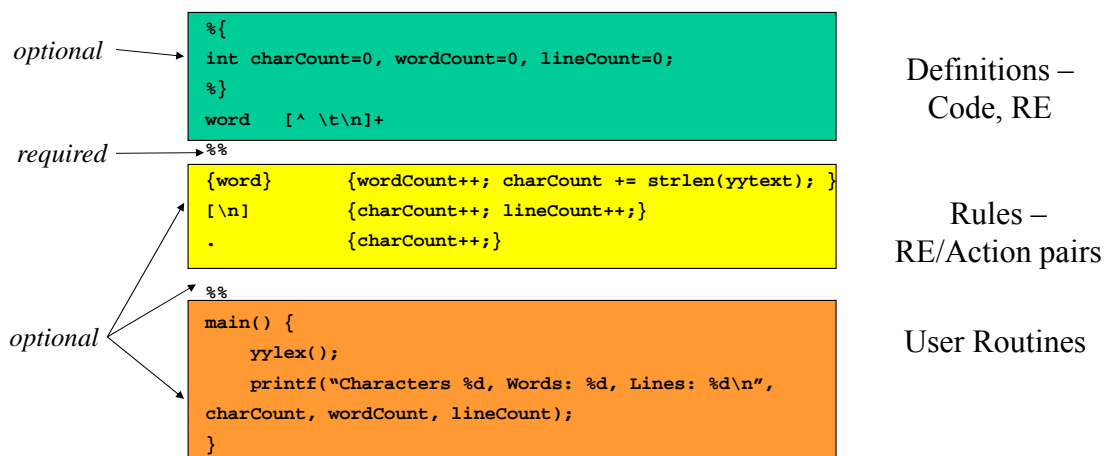 %{
optional
int charCount=0, wordCount=0, lineCount=0;
%}
word [^ \t\n]+
Definitions –
Code, RE
required
%%
{word} {wordCount++; charCount += strlen(yytext); }
[\n] {charCount++; lineCount++;}
. {charCount++;}
Rules –
RE/Action pairs
%%
optional
main() {
yylex();
printf(“Characters %d, Words: %d, Lines: %d\n”,
charCount, wordCount, lineCount);
}
User Routines